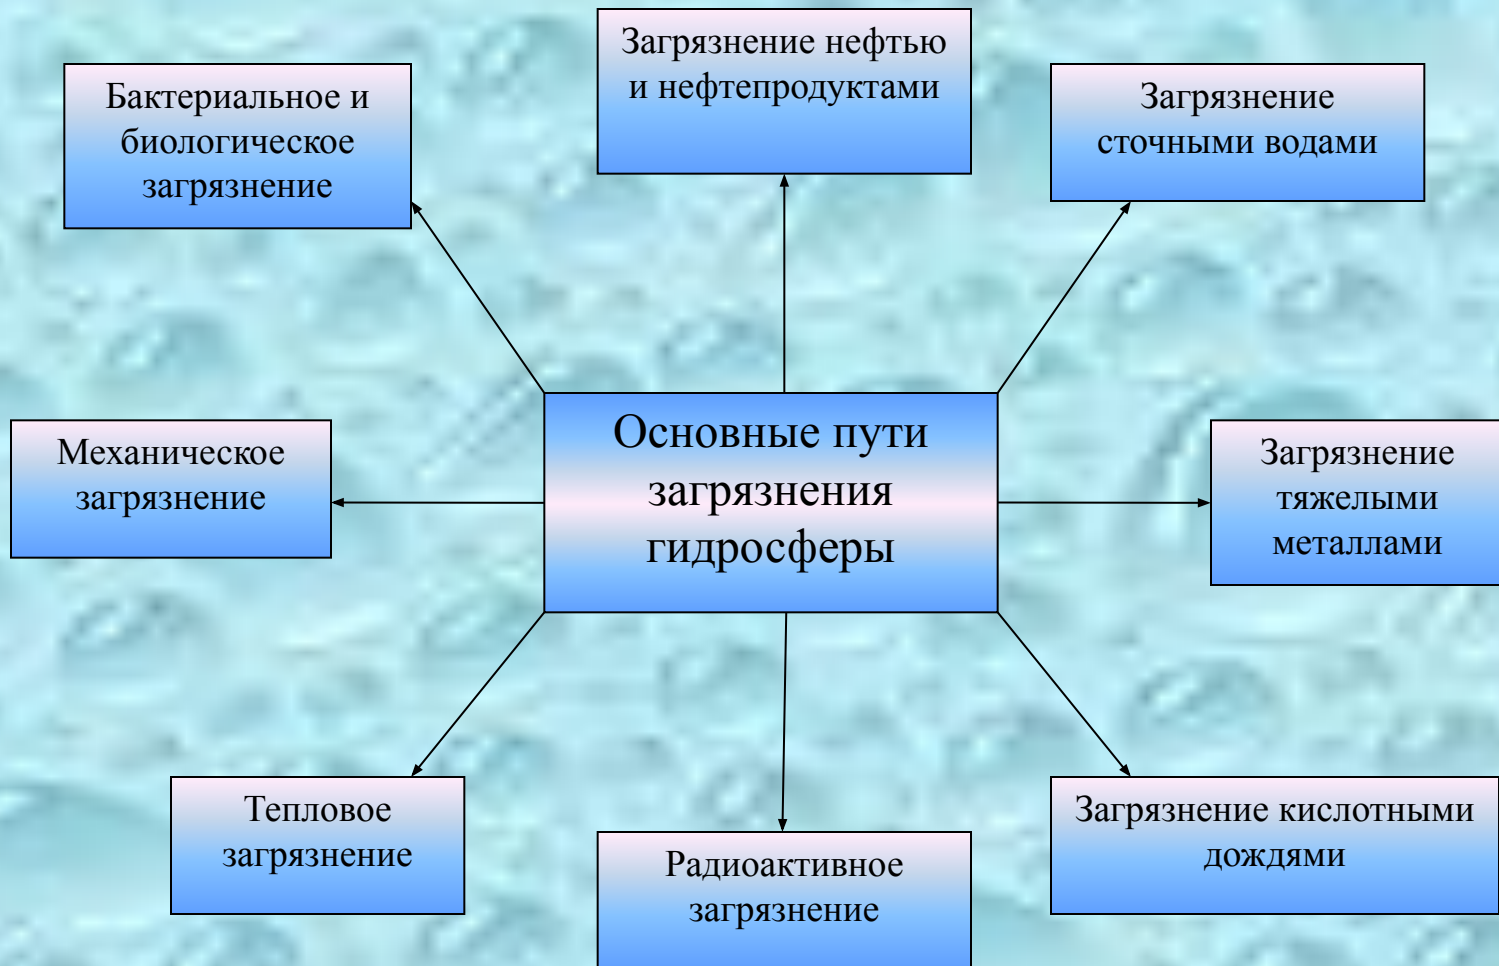 Загрязнение нефтью
и нефтепродуктами
Бактериальное и
биологическое
загрязнение
Загрязнение
сточными водами
Основные пути
загрязнения
гидросферы
Механическое
загрязнение
Загрязнение
тяжелыми
металлами
Тепловое
загрязнение
Радиоактивное
загрязнение
Загрязнение кислотными
дождями